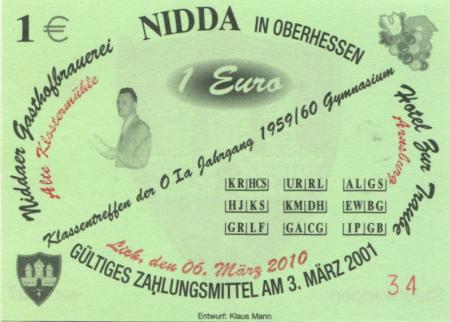 1 €
NIDDA IN OBERHESSEN
1 Euro
Niddaer Gasthofbrauerei
Alte Klostermühle
Hotel Zur Traube
Arnsburg
Klassentreffen der O Ia Jahrgang 1959/60 Gymnasium
KR HCS UR RL AL GS
HJ KS KM DH EW BG
GR LF GA CG IP GB
Lich, den 06. März 2010
GÜLTIGES ZAHLUNGSMITTEL AM 3. MÄRZ 2001
34
Entwurf: Klaus Mann